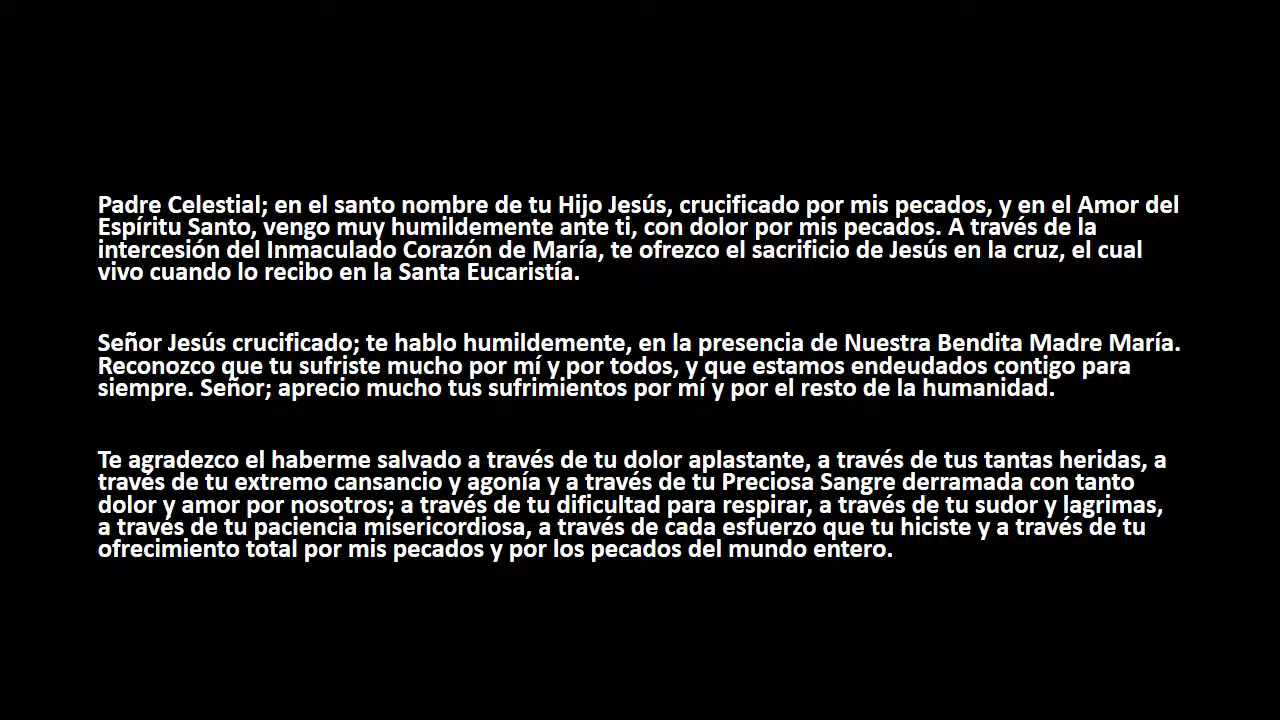 Padre Celestial; en el santo nombre de tu Hijo Jesús, crucificado por mis pecados, y en el Amor del
Espíritu Santo, vengo muy humildemente ante ti, con dolor por mis pecados. A través de la
intercesión del Inmaculado Corazón de María, te ofrezco el sacrificio de Jesús en la cruz, el cual
vivo cuando lo recibo en la Santa Eucaristía.
Señor Jesús crucificado; te hablo humildemente, en la presencia de Nuestra Bendita Madre María.
Reconozco que tu sufriste mucho por mí y por todos, y que estamos endeudados contigo para
siempre. Señor; aprecio mucho tus sufrimientos por mí y por el resto de la humanidad.
Te agradezco el haberme salvado a través de tu dolor aplastante, a través de tus tantas heridas, a
través de tu extremo cansancio y agonía y a través de tu Preciosa Sangre derramada con tanto
dolor y amor por nosotros; a través de tu dificultad para respirar, a través de tu sudor y lagrimas,
a través de tu paciencia misericordiosa, a través de cada esfuerzo que tu hiciste y a través de tu
ofrecimiento total por mis pecados y por los pecados del mundo entero.